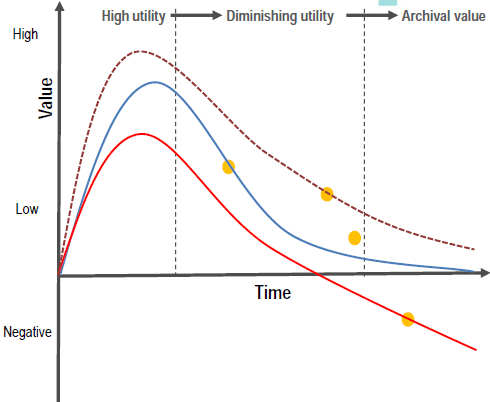 High utility
Diminishing utility
Archival value
High
Value
Low
Time
Negative